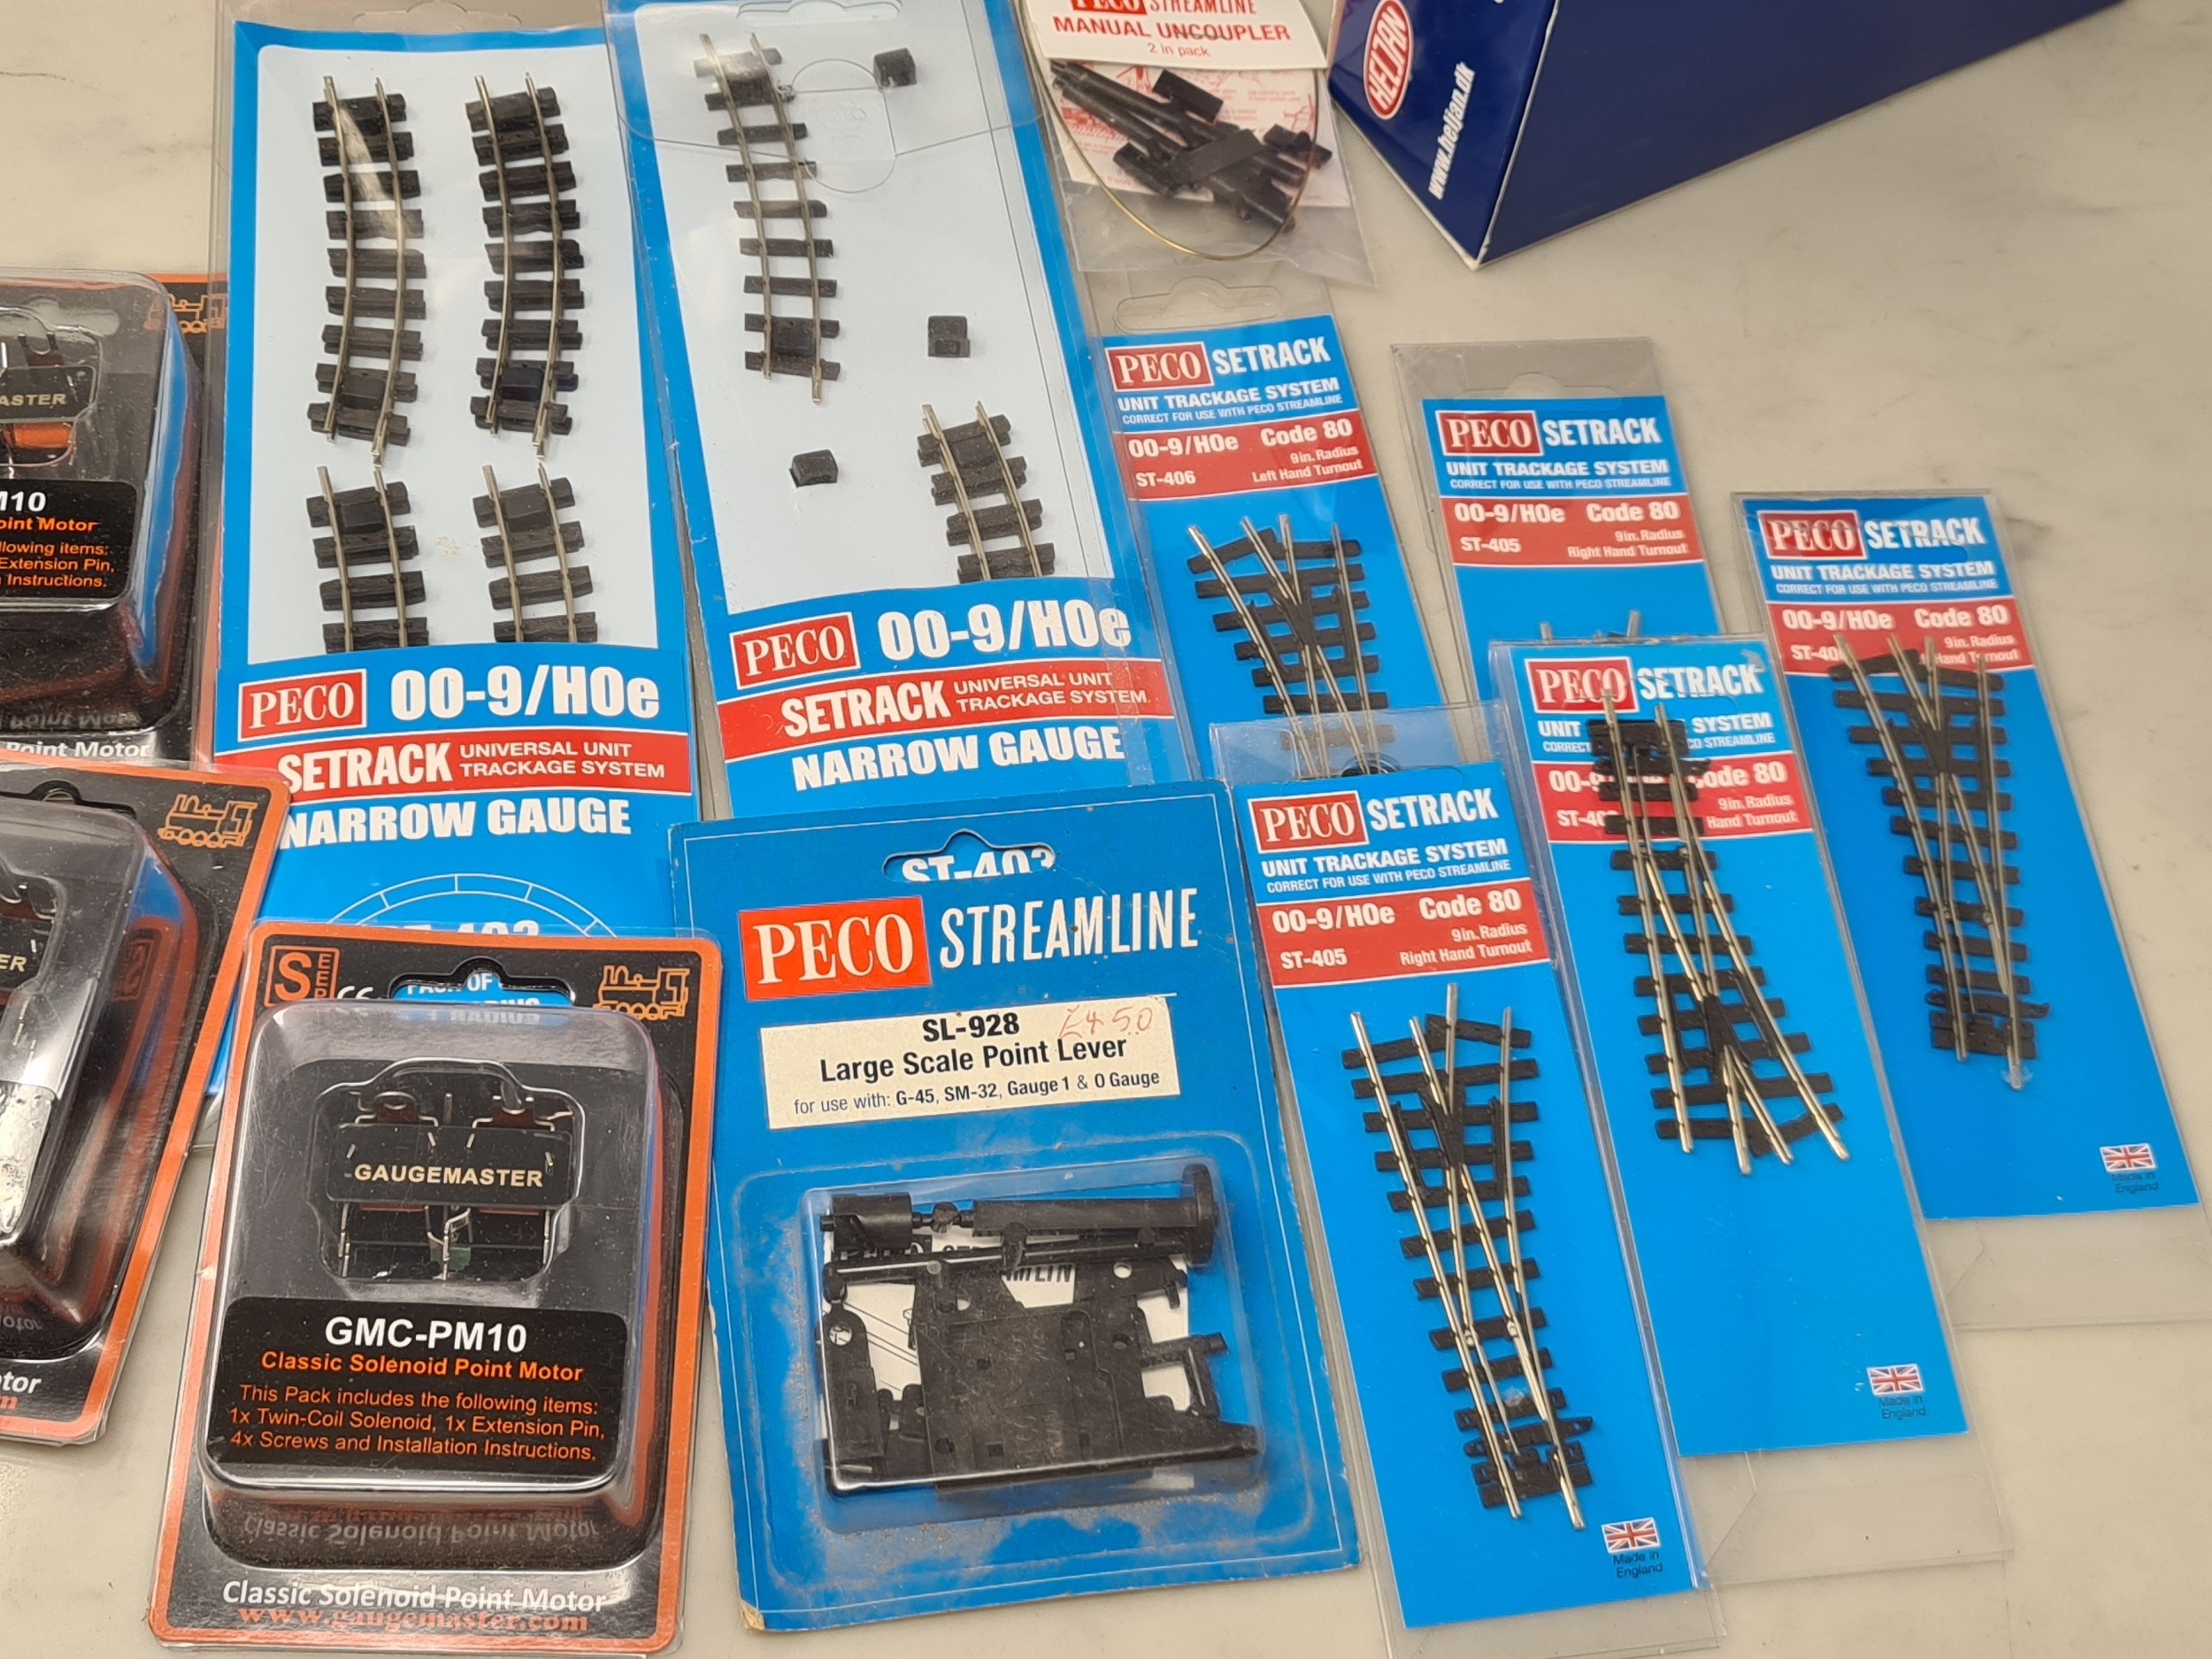 PECO STREAMLINE
MANUAL UNCOUPLER
2 in pack
HELJAN
www.heljan.dk
PECO SETRACK
UNIT TRACKAGE SYSTEM
CORRECT FOR USE WITH PECO STREAMLINE
00-9/H0e Code 80
9in. Radius
ST-406 Left Hand Turnout
PECO SETRACK
UNIT TRACKAGE SYSTEM
CORRECT FOR USE WITH PECO STREAMLINE
00-9/H0e Code 80
9in. Radius
ST-405 Right Hand Turnout
PECO SETRACK
UNIT TRACKAGE SYSTEM
CORRECT FOR USE WITH PECO STREAMLINE
00-9/H0e Code 80
9in. Radius
Hand Turnout
Made in
England
PECO 00-9/H0e
SETRACK UNIVERSAL UNIT
TRACKAGE SYSTEM
NARROW GAUGE
PECO 00-9/H0e
SETRACK UNIVERSAL UNIT
TRACKAGE SYSTEM
NARROW GAUGE
ST-403
PECO SETRACK
UNIT SYSTEM
STREAMLINE
Code 80
9in. Radius
Hand Turnout
Made in
England
PECO SETRACK
UNIT TRACKAGE SYSTEM
CORRECT FOR USE WITH PECO STREAMLINE
00-9/H0e Code 80
9in. Radius
ST-405 Right Hand Turnout
Made in
England
PECO STREAMLINE
SL-928 £4 50
Large Scale Point Lever
for use with: G-45, SM-32, Gauge 1 & 0 Gauge
PACK OF
RADIUS
GAUGEMASTER
GMC-PM10
Classic Solenoid Point Motor
This Pack includes the following items:
1x Twin-Coil Solenoid, 1x Extension Pin,
4x Screws and Installation Instructions.
Classic Solenoid Point Motor
Classic Solenoid Point Motor
www.gaugemaster.com
Point Motor
Extension Pin,
Instructions.
Point Motor